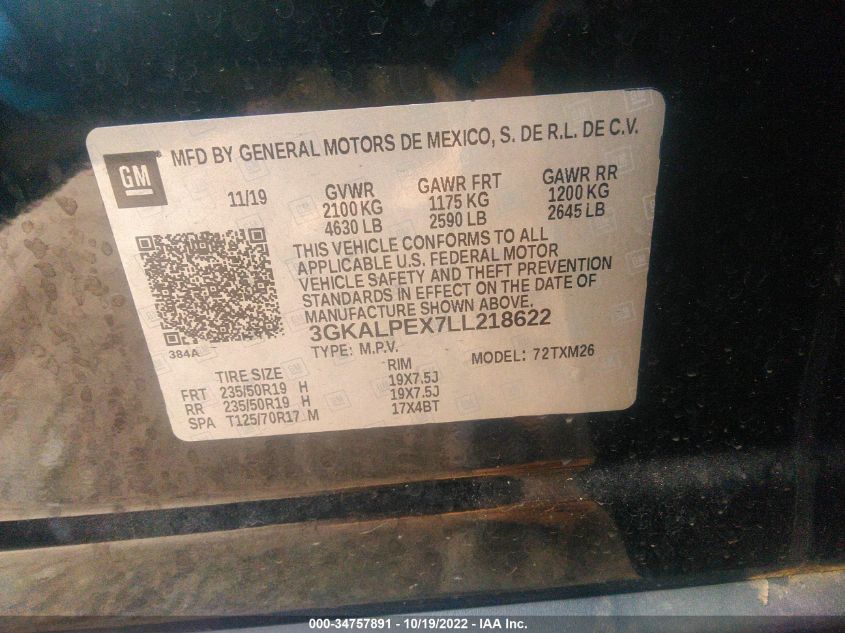 GM
MFD BY GENERAL MOTORS DE MEXICO, S. DE R.L. DE C.V.
11/19 GVWR GAWR FRT GAWR RR
2100 KG 1175 KG 1200 KG
4630 LB 2590 LB 2645 LB
THIS VEHICLE CONFORMS TO ALL
APPLICABLE U.S. FEDERAL MOTOR
VEHICLE SAFETY AND THEFT PREVENTION
STANDARDS IN EFFECT ON THE DATE OF
MANUFACTURE SHOWN ABOVE.
3GKALPEX7LL218622
384A
TYPE: M.P.V. MODEL: 72TXM26
TIRE SIZE RIM
FRT 235/50R19 H 19X7.5J
RR 235/50R19 H 19X7.5J
SPA T125/70R17 M 17X4BT
000-34757891 - 10/19/2022 - IAA Inc.